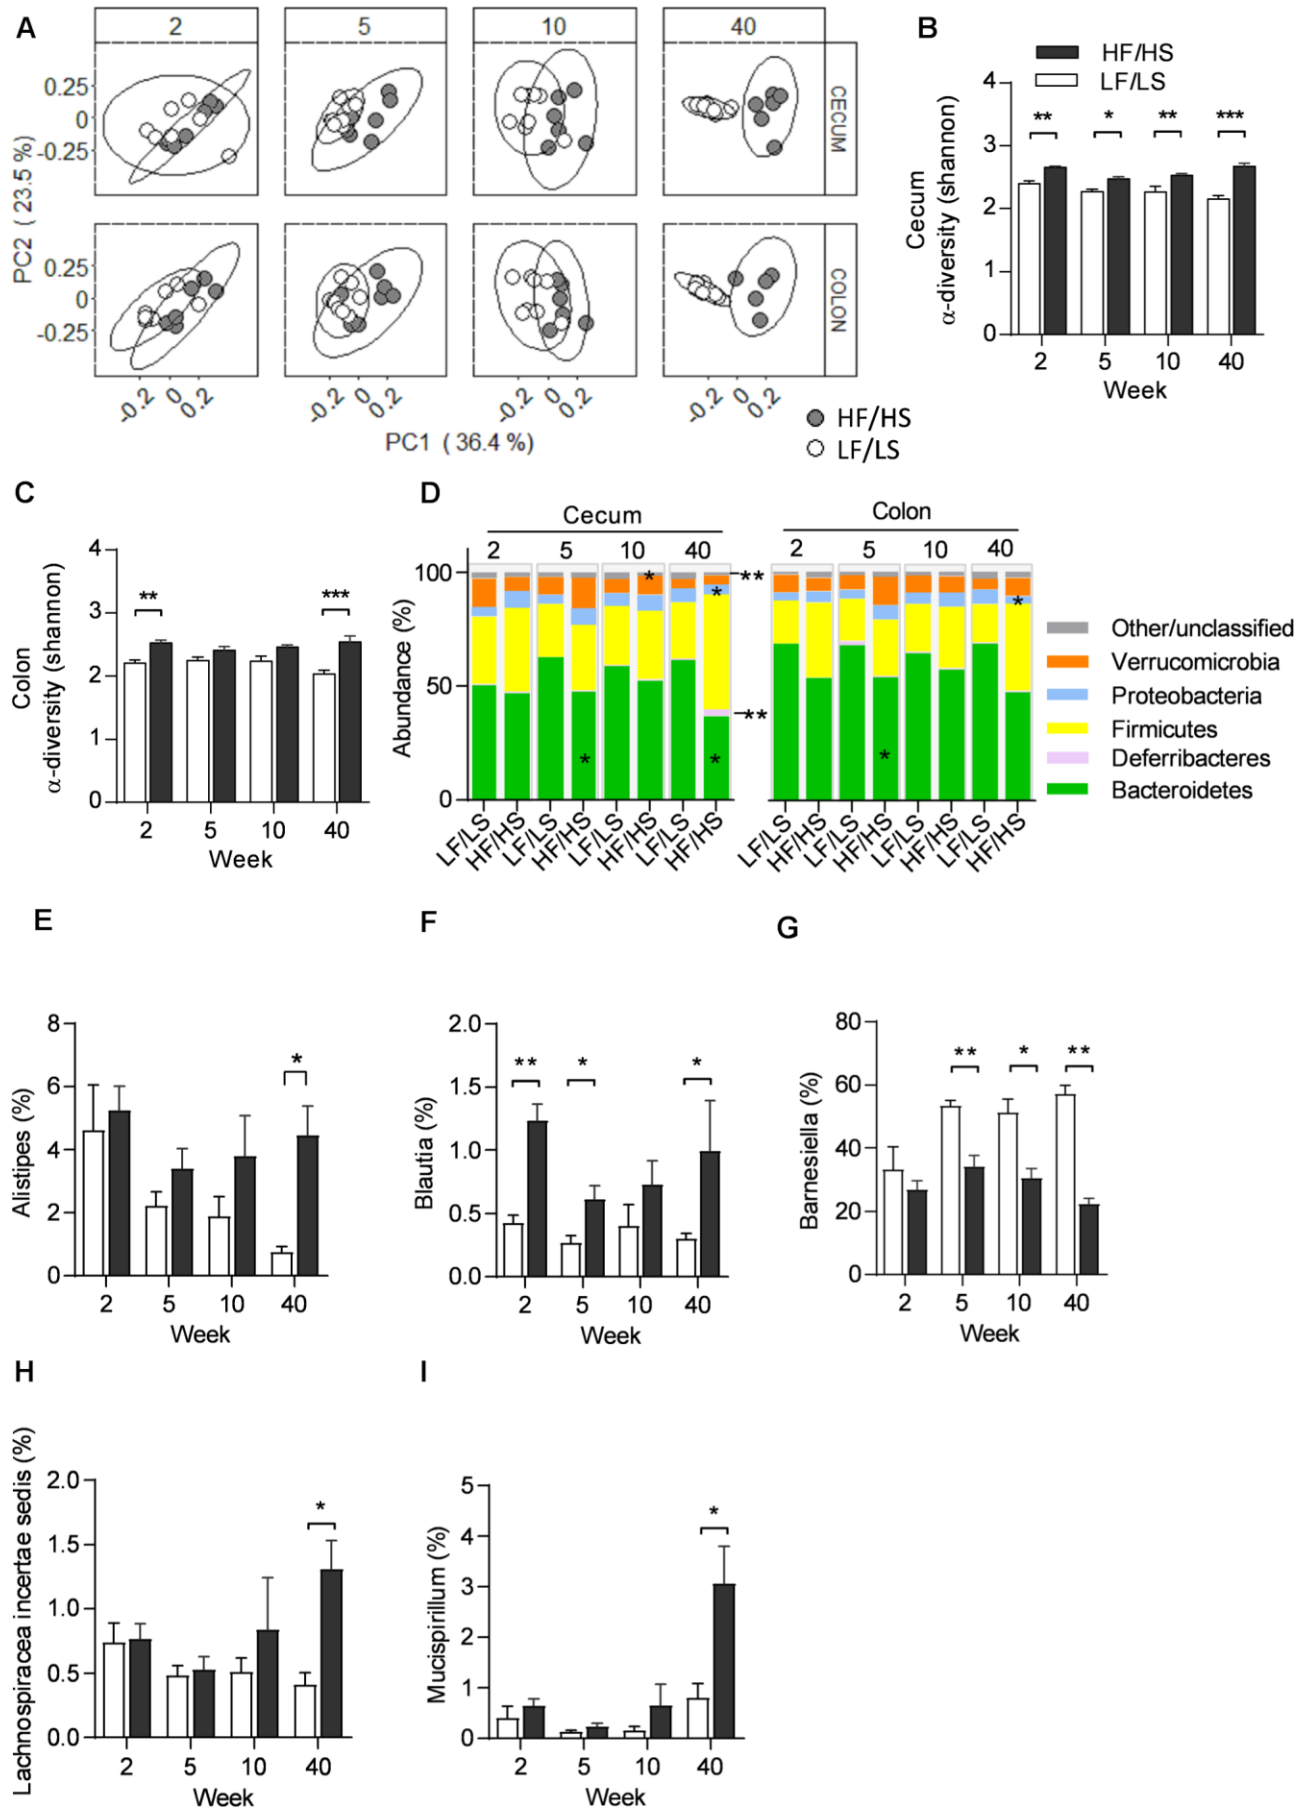 A
2 5 10 40
0.25
0
-0.25
CECUM
0.25
0
-0.25
COLON
PC2 ( 23.5 %)
-0.2 0 0.2 -0.2 0 0.2 -0.2 0 0.2 -0.2 0 0.2
PC1 ( 36.4 %)
HF/HS
LF/LS
B
HF/HS
LF/LS
Cecum
α-diversity (shannon)
4
3
2
1
0
** * ** ***
2 5 10 40
Week
C
Colon
α-diversity (shannon)
4
3
2
1
0
** ***
2 5 10 40
Week
D
Cecum Colon
2 5 10 40 2 5 10 40
Abundance (%)
100
50
0
* ** *
*
**
* * *
LF/LS HF/HS LF/LS HF/HS LF/LS HF/HS LF/LS HF/HS LF/LS HF/HS LF/LS HF/HS LF/LS HF/HS LF/LS HF/HS
Other/unclassified
Verrucomicrobia
Proteobacteria
Firmicutes
Deferribacteres
Bacteroidetes
E
Alistipes (%)
8
6
4
2
0
*
2 5 10 40
Week
F
Blautia (%)
2.0
1.5
1.0
0.5
0.0
** * *
2 5 10 40
Week
G
Barnesiella (%)
80
60
40
20
0
** * **
2 5 10 40
Week
H
Lachnospiracea incertae sedis (%)
2.0
1.5
1.0
0.5
0.0
*
2 5 10 40
Week
I
Mucispirillum (%)
5
4
3
2
1
0
*
2 5 10 40
Week